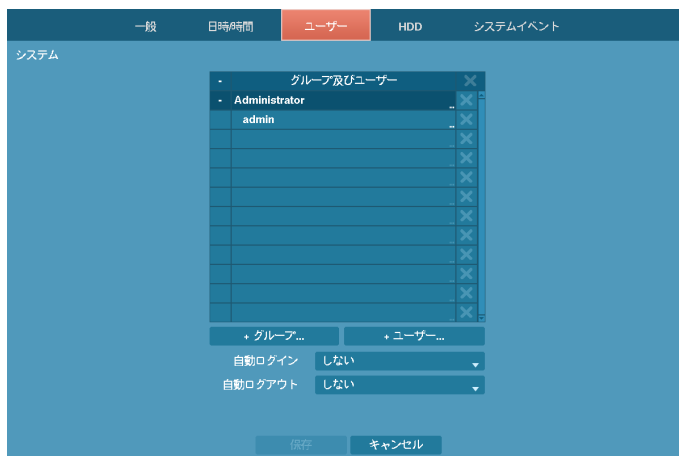 一般 日時/時間 ユーザー HDD システムイベント
システム
- グループ及びユーザー
- Administrator ...
admin ...
+ グループ... + ユーザー...
自動ログイン しない
自動ログアウト しない
保存 キャンセル